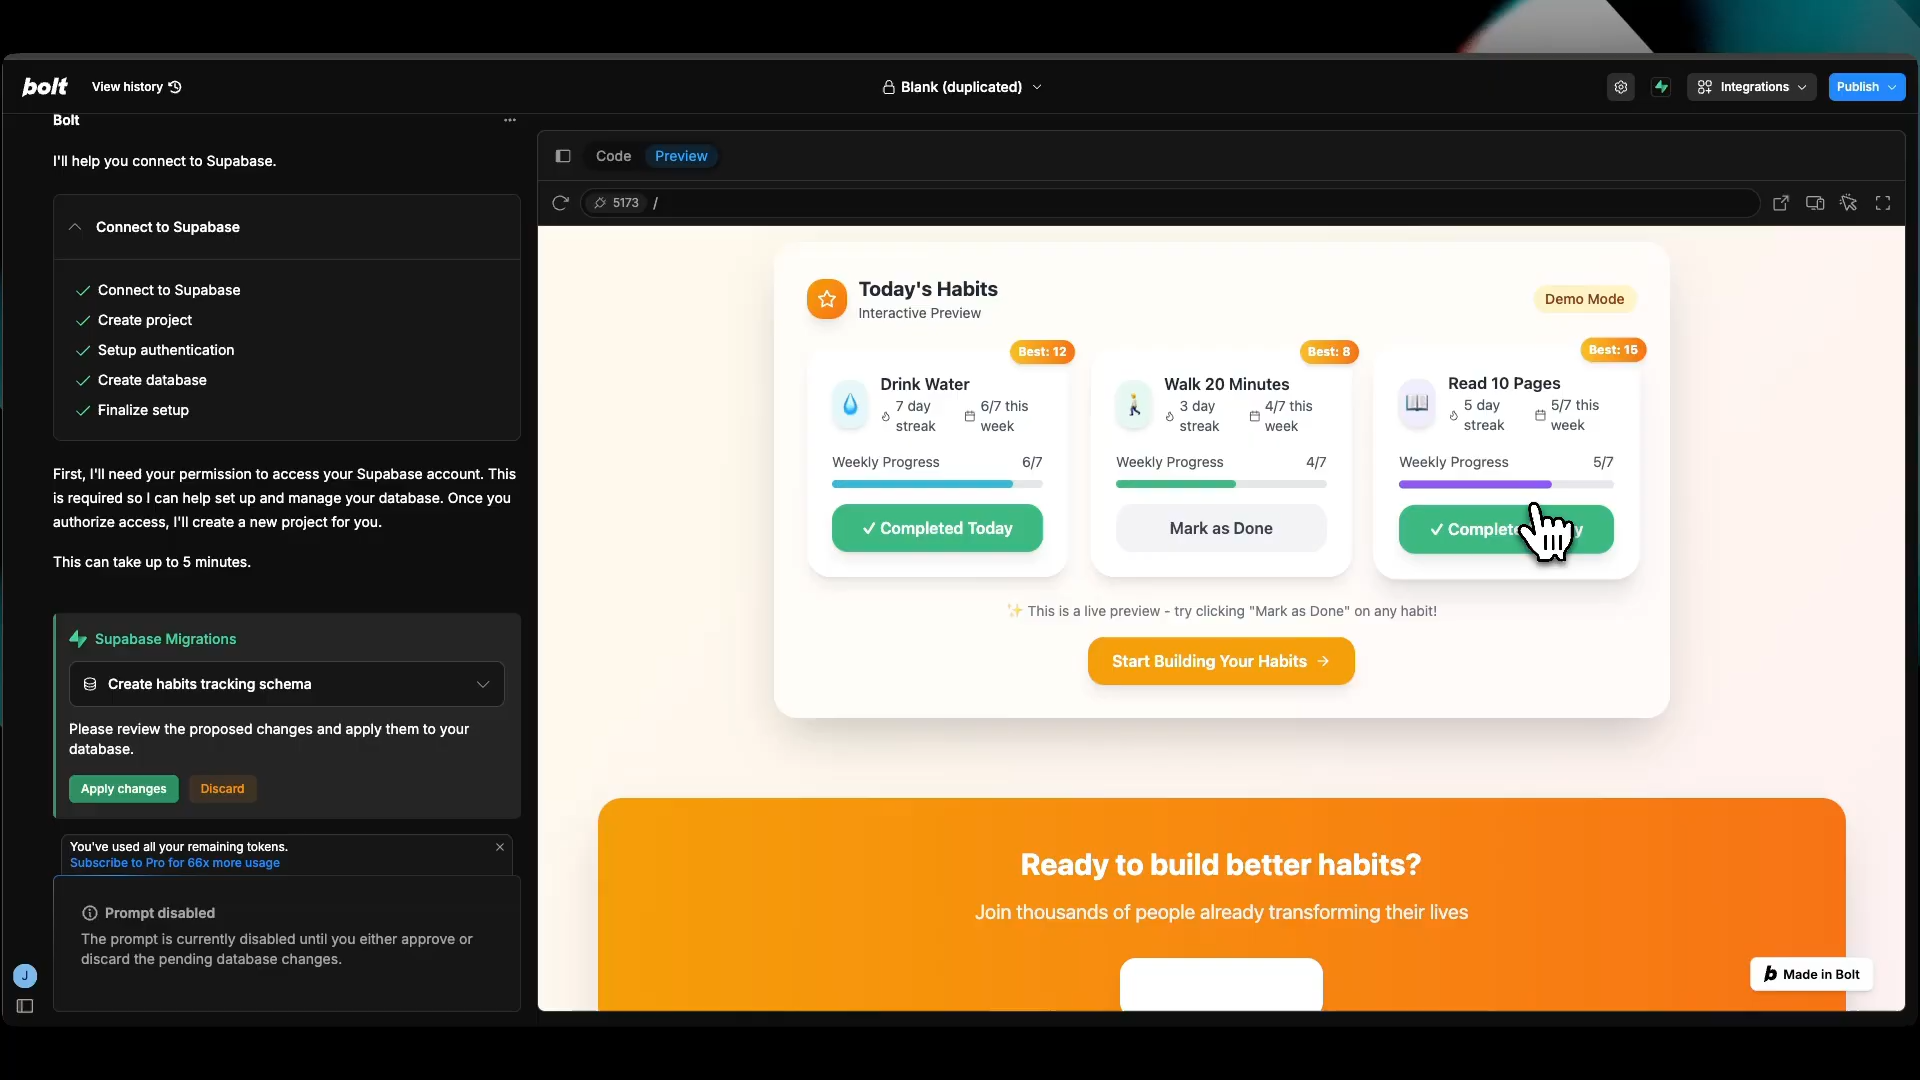 bolt
View history
Blank (duplicated)
Integrations
Publish
Bolt
I'll help you connect to Supabase.
Connect to Supabase
Connect to Supabase
Create project
Setup authentication
Create database
Finalize setup
First, I'll need your permission to access your Supabase account. This
is required so I can help set up and manage your database. Once you
authorize access, I'll create a new project for you.
This can take up to 5 minutes.
Supabase Migrations
Create habits tracking schema
Please review the proposed changes and apply them to your
database.
Apply changes
Discard
You've used all your remaining tokens.
Subscribe to Pro for 66x more usage
Prompt disabled
The prompt is currently disabled until you either approve or
discard the pending database changes.
J
Code
Preview
5173
/
Today's Habits
Interactive Preview
Demo Mode
Best: 12
Drink Water
7 day
streak
6/7 this
week
Weekly Progress
6/7
✓ Completed Today
Best: 8
Walk 20 Minutes
3 day
streak
4/7 this
week
Weekly Progress
4/7
Mark as Done
Best: 15
Read 10 Pages
5 day
streak
5/7 this
week
Weekly Progress
5/7
✓
✨ This is a live preview - try clicking "Mark as Done" on any habit!
Start Building Your Habits →
Ready to build better habits?
Join thousands of people already transforming their lives
b Made in Bolt